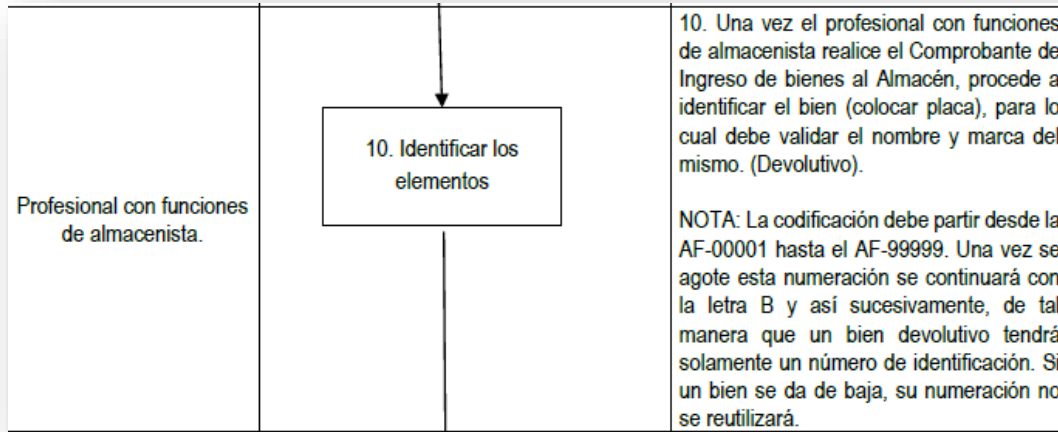 Profesional con funciones
de almacenista.
10. Identificar los
elementos
10. Una vez el profesional con funciones
de almacenista realice el Comprobante de
Ingreso de bienes al Almacén, procede a
identificar el bien (colocar placa), para lo
cual debe validar el nombre y marca del
mismo. (Devolutivo).
NOTA: La codificación debe partir desde la
AF-00001 hasta el AF-99999. Una vez se
agote esta numeración se continuará con
la letra B y así sucesivamente, de tal
manera que un bien devolutivo tendrá
solamente un número de identificación. Si
un bien se da de baja, su numeración no
se reutilizará.